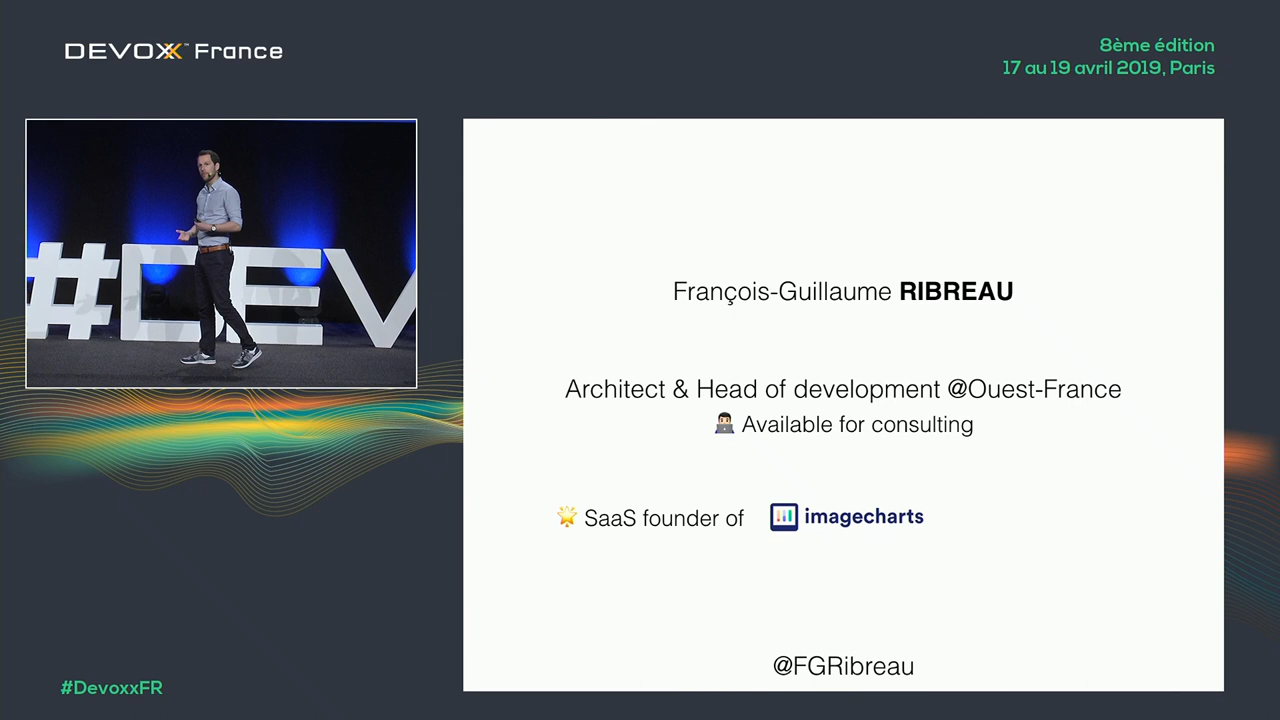 DEVOXX™ France
8ème édition
17 au 19 avril 2019, Paris
#DEV
François-Guillaume RIBREAU
Architect & Head of development @Ouest-France
👨🏻‍💻 Available for consulting
🌟 SaaS founder of imagecharts
@FGRibreau
#DevoxxFR